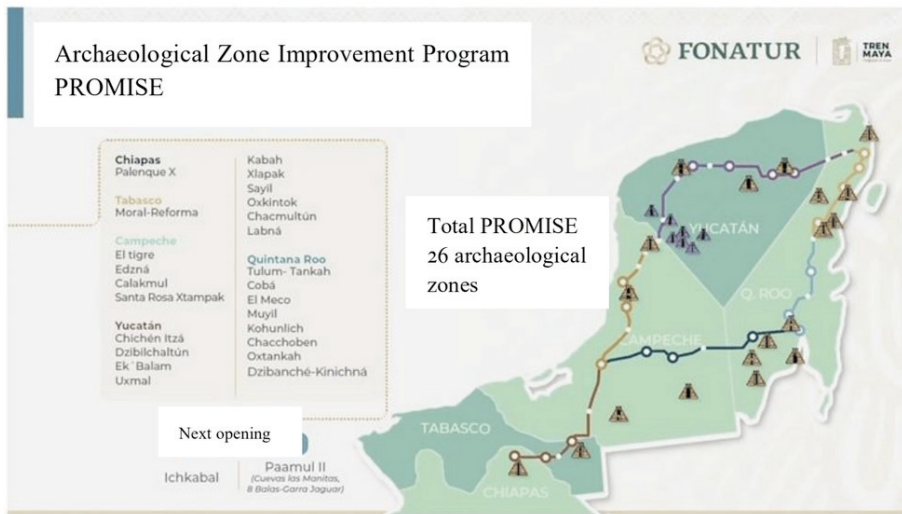 Archaeological Zone Improvement Program
PROMISE
FONATUR
TREN
MAYA
Chiapas
Palenque X
Tabasco
Moral-Reforma
Campeche
El tigre
Edzná
Calakmul
Santa Rosa Xtampak
Yucatán
Chichén Itzá
Dzibilchaltún
Ek´Balam
Uxmal
Kabah
Xlapak
Sayil
Oxkintok
Chacmultún
Labná
Quintana Roo
Tulum- Tankah
Cobá
El Meco
Muyil
Kohunlich
Chacchoben
Oxtankah
Dzibanché-Kinichná
Total PROMISE
26 archaeological
zones
YUCATÁN
Q. ROO
CAMPECHE
TABASCO
CHIAPAS
Next opening
Ichkabal
Paamul II
(Cuevas las Manitas,
8 Balas-Garra Jaguar)